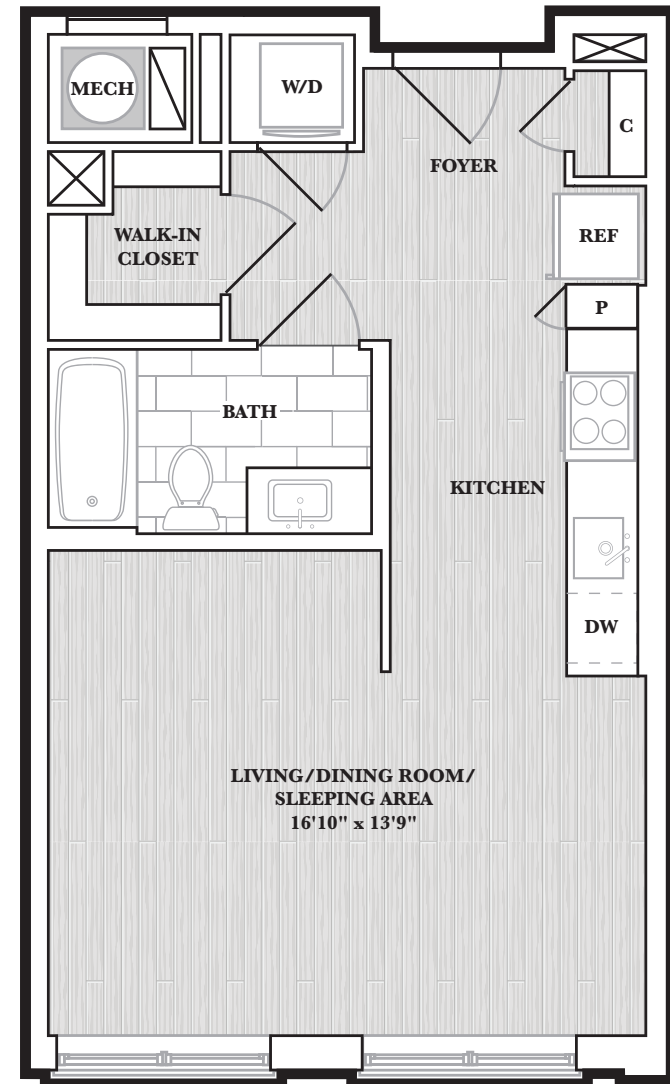 MECH
W/D
C
FOYER
WALK-IN
CLOSET
REF
P
BATH
KITCHEN
DW
LIVING/DINING ROOM/
SLEEPING AREA
16'10" x 13'9"